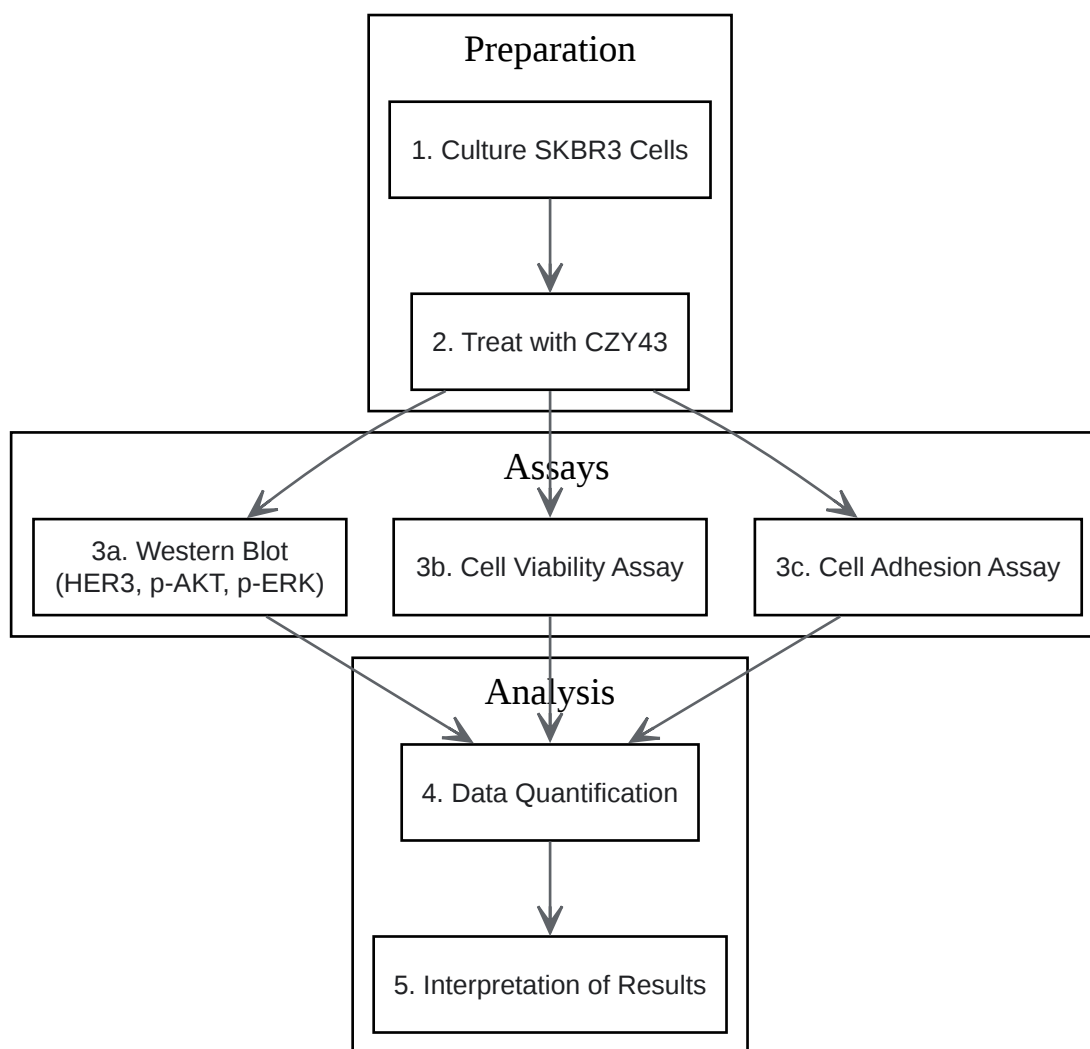 Preparation
1. Culture SKBR3 Cells
2. Treat with CZY43
Assays
3a. Western Blot
(HER3, p-AKT, p-ERK)
3b. Cell Viability Assay
3c. Cell Adhesion Assay
Analysis
4. Data Quantification
5. Interpretation of Results